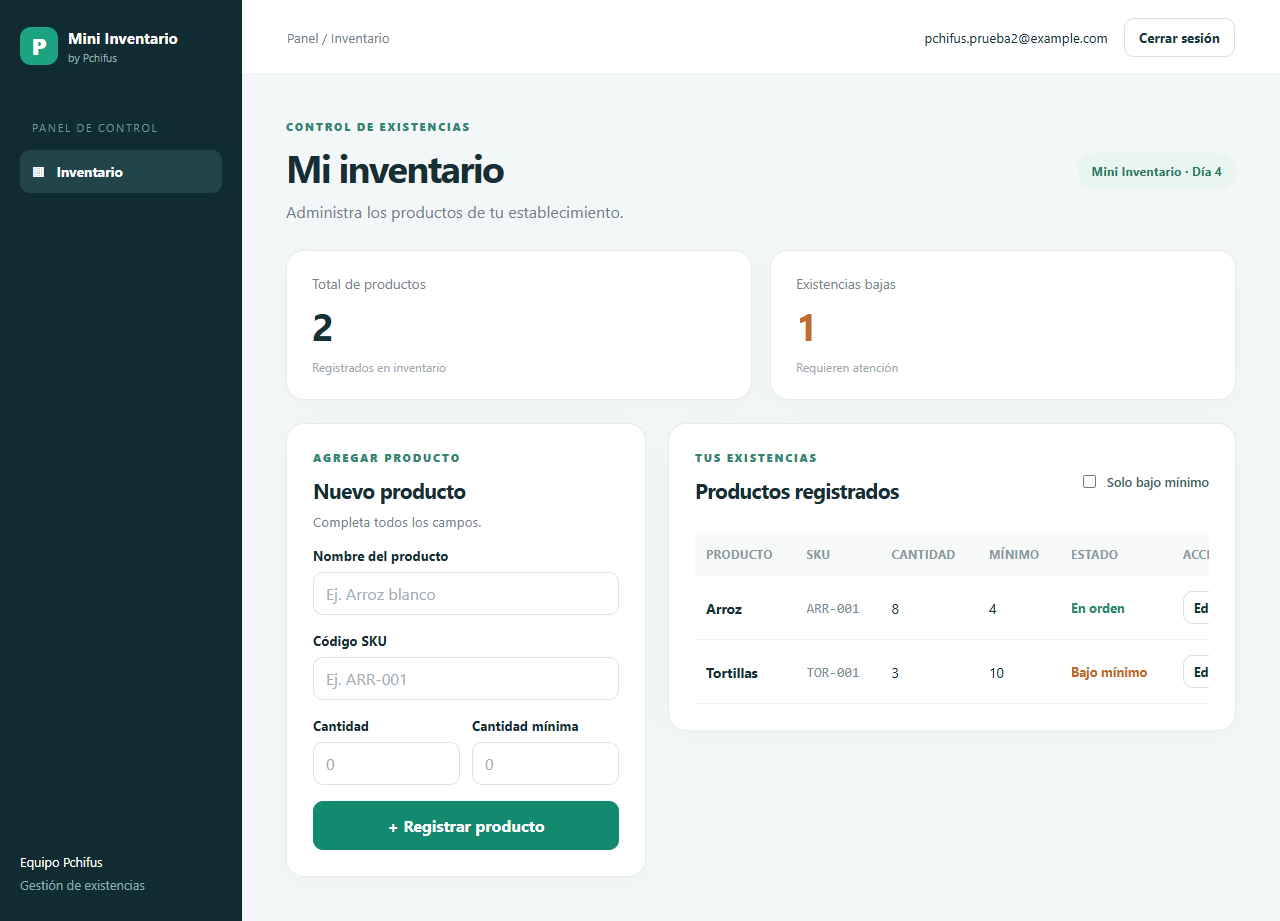 P
Mini Inventario
by Pchifus
PANEL DE CONTROL
Inventario
Equipo Pchifus
Gestión de existencias
Panel / Inventario
pchifus.prueba2@example.com
Cerrar sesión
CONTROL DE EXISTENCIAS
Mi inventario
Administra los productos de tu establecimiento.
Mini Inventario · Día 4
Total de productos
2
Registrados en inventario
Existencias bajas
1
Requieren atención
AGREGAR PRODUCTO
Nuevo producto
Completa todos los campos.
Nombre del producto
Ej. Arroz blanco
Código SKU
Ej. ARR-001
Cantidad
Cantidad mínima
0
0
+ Registrar producto
TUS EXISTENCIAS
Productos registrados
Solo bajo mínimo
PRODUCTO SKU CANTIDAD MÍNIMO ESTADO ACCI
Arroz ARR-001 8 4 En orden Ed
Tortillas TOR-001 3 10 Bajo mínimo Ed